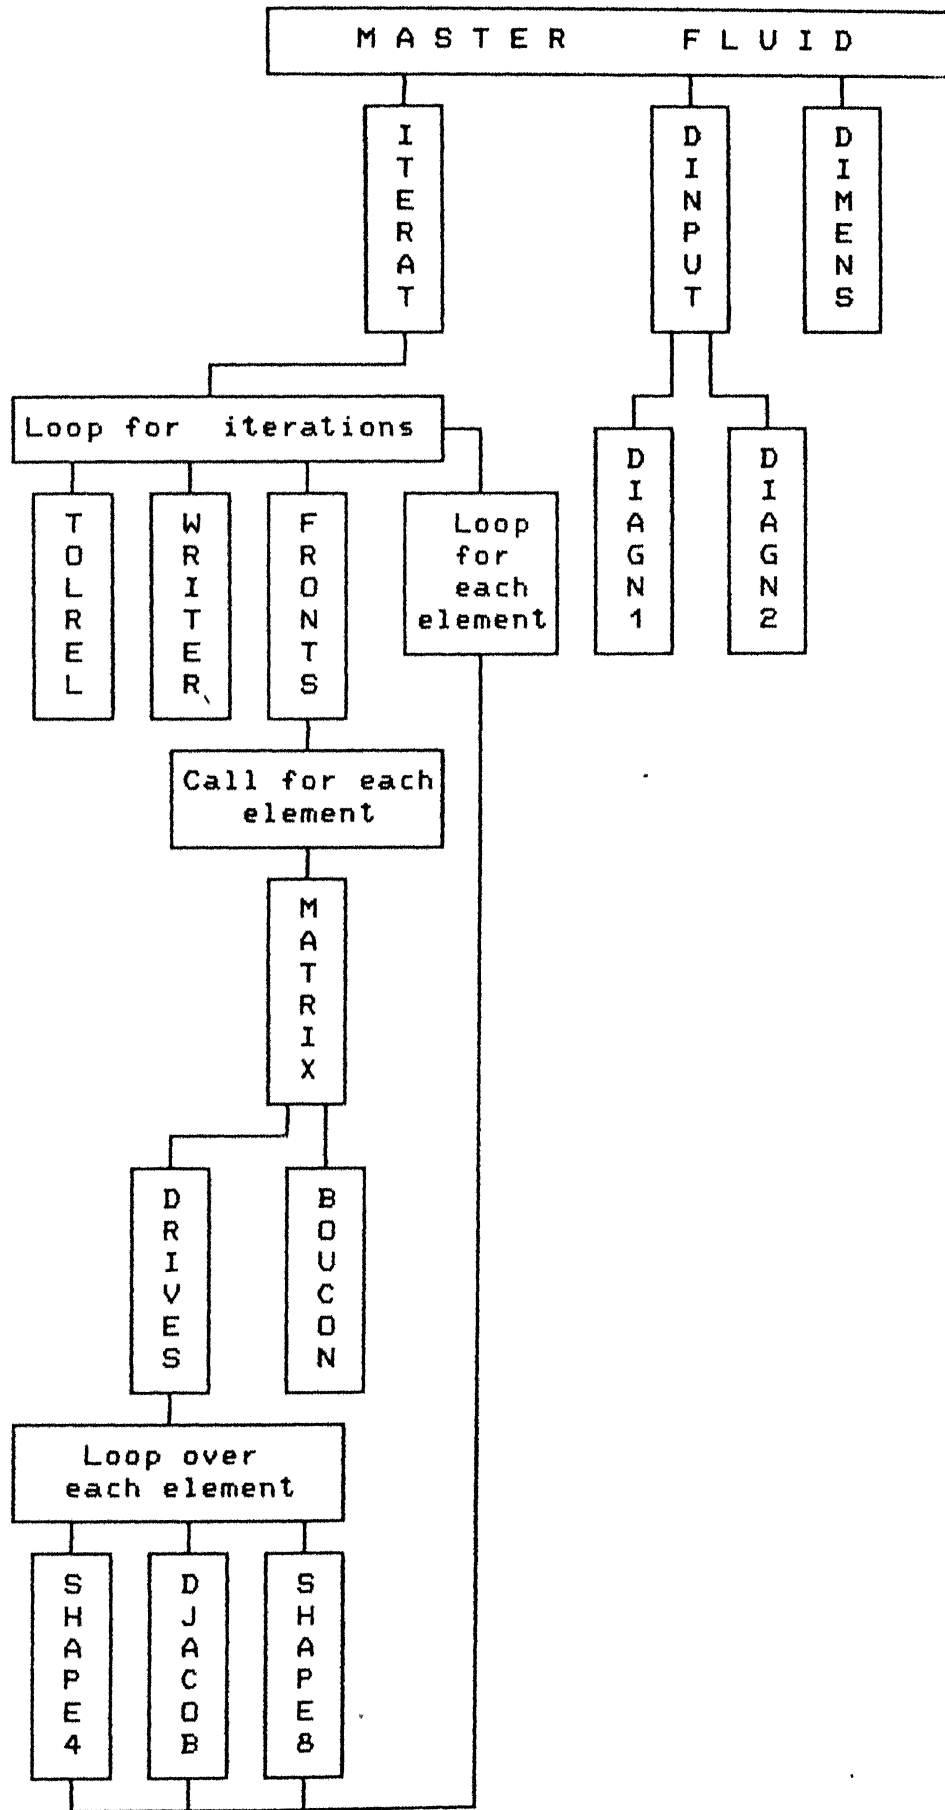 MASTER FLUID
ITERAT
DINPUT
DIMENS
Loop for iterations
DIAGN1
DIAGN2
TOLREL
WRITER
FRONTS
Loop
for
each
element
Call for each
element
MATRIX
DRIVES
BOUCON
Loop over
each element
SHAPE4
DJACOB
SHAPE8